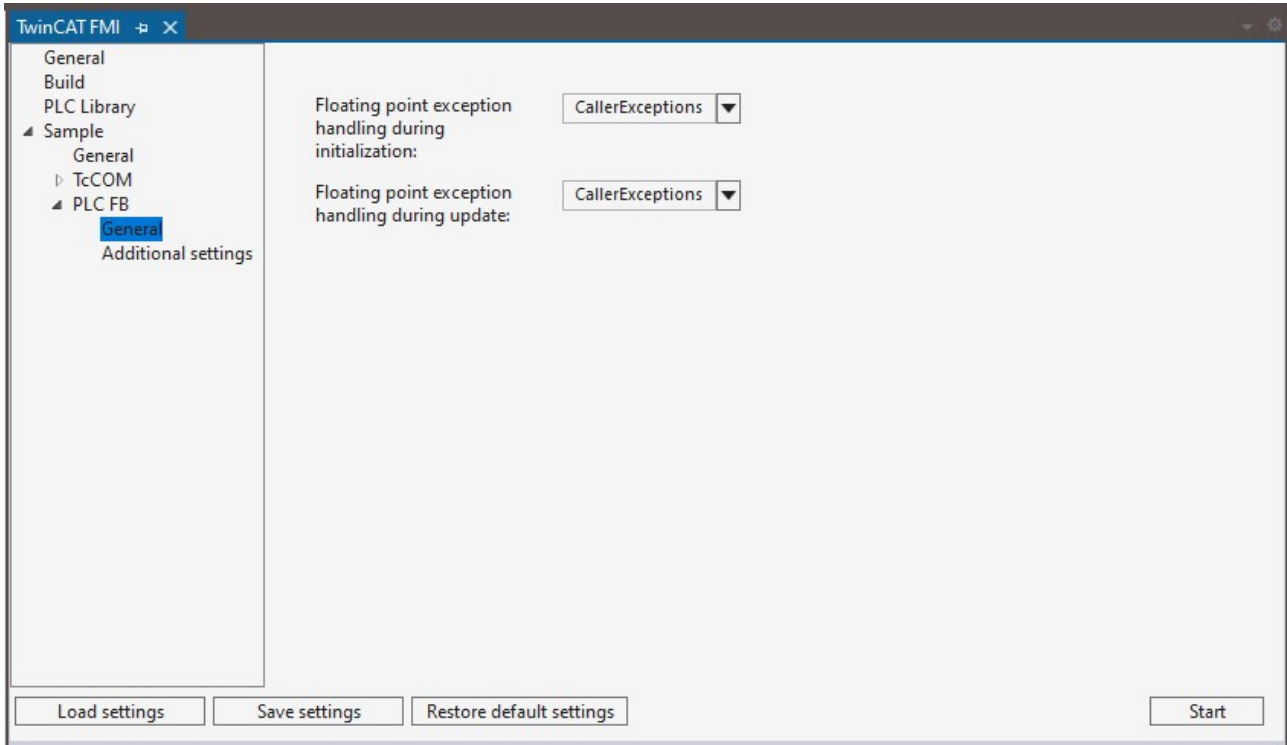 TwinCAT FMI
General
Build
PLC Library
Sample
General
TcCOM
PLC FB
General
Additional settings
Floating point exception
handling during
initialization:
CallerExceptions
Floating point exception
handling during update:
CallerExceptions
Load settings
Save settings
Restore default settings
Start